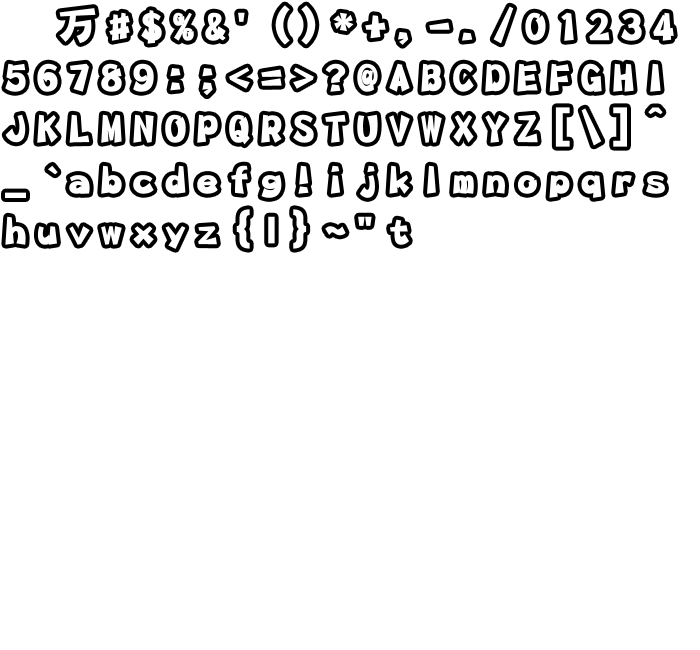 万#$%&' ()*+,-./01234
56789:;<=>?@ABCDEFGHI
JKLMNOPQRSTUVWXYZ[\]^
_`abcdefg!ijklmnopqrs
huvwxyz{|}~"t